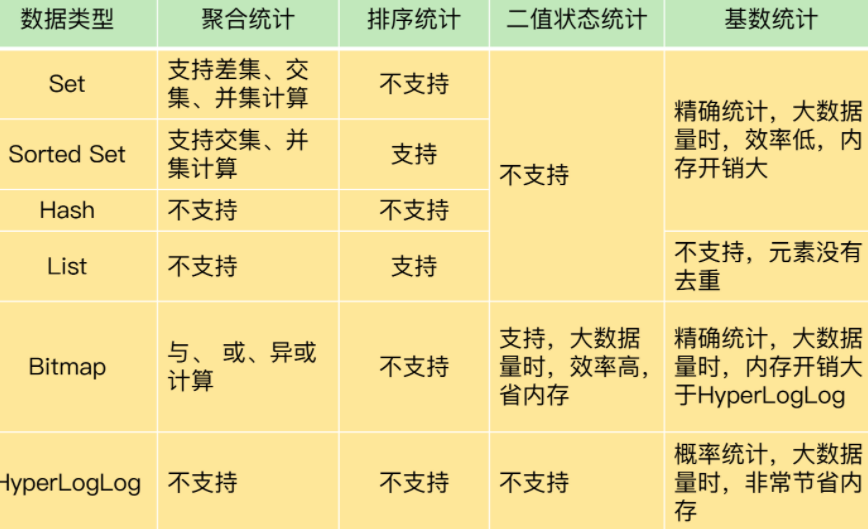 数据类型 聚合统计 排序统计 二值状态统计 基数统计
Set
支持差集、交
集、并集计算
不支持
Sorted Set
支持交集、并
集计算
支持
Hash
不支持
不支持
List
不支持
支持
不支持
精确统计，大数据
量时，效率低，内
存开销大
不支持，元素没有
去重
Bitmap
与、 或、异或
计算
不支持
支持，大数据
量时，效率高，
省内存
精确统计，大数据
量时，内存开销大
于HyperLogLog
HyperLogLog
不支持
不支持
不支持
概率统计，大数据
量时，非常节省内
存